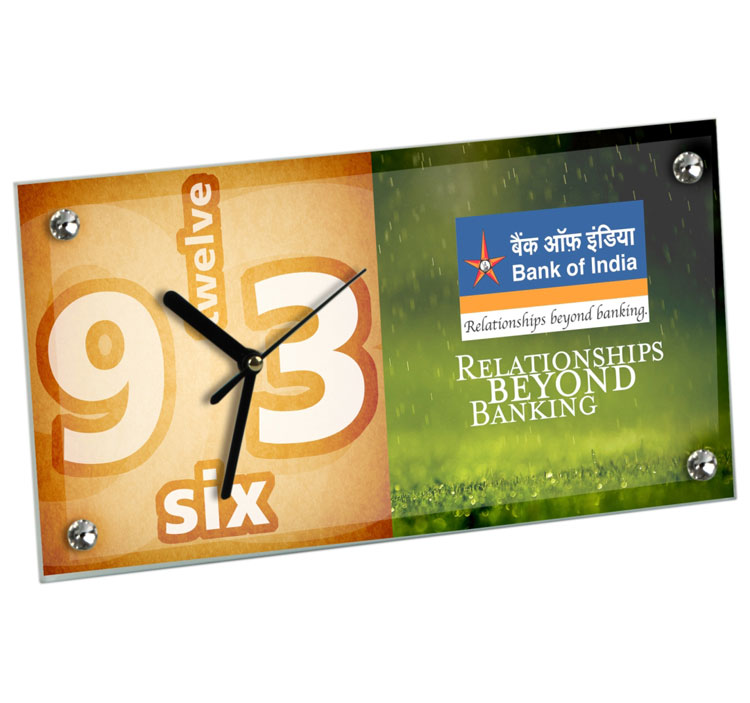 twelve
9 3
six
बैंक ऑफ़ इंडिया
Bank of India
Relationships beyond banking.
RELATIONSHIPS
BEYOND
BANKING